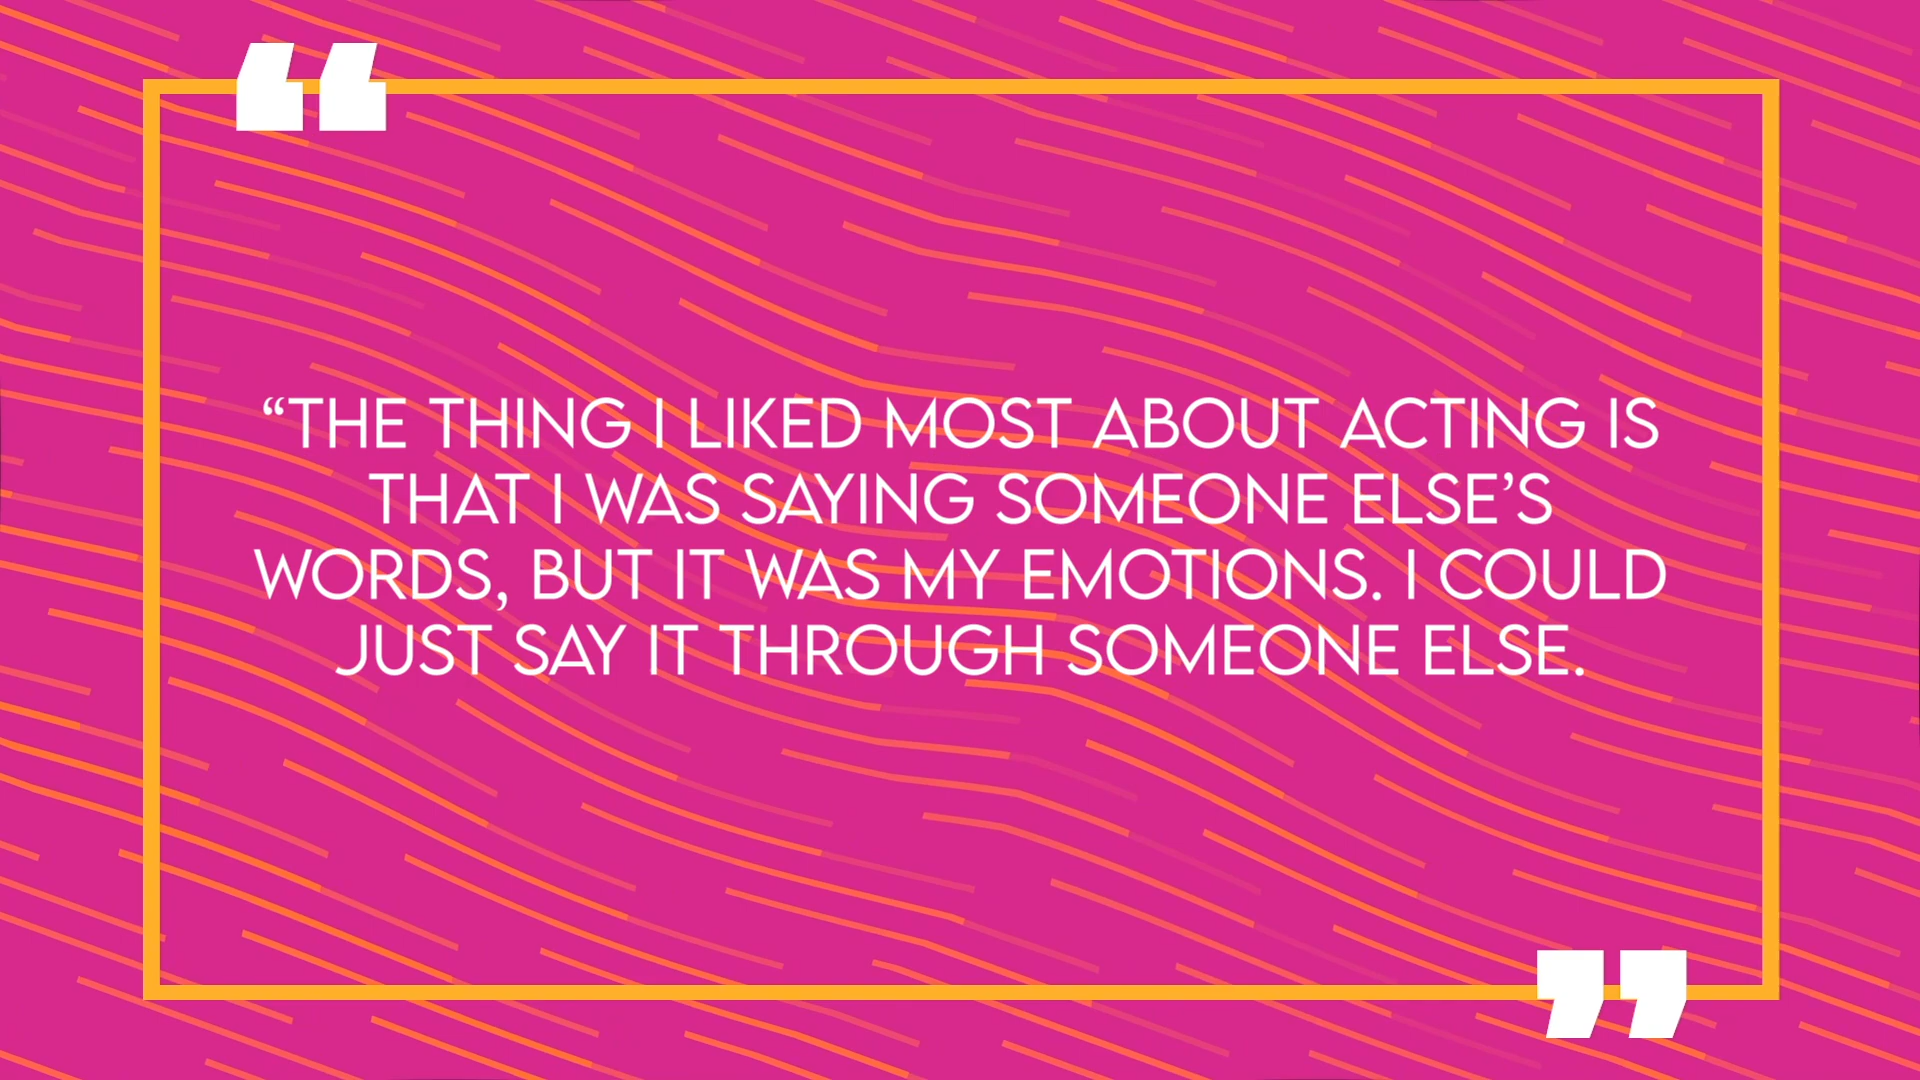 “THE THING I LIKED MOST ABOUT ACTING IS
THAT I WAS SAYING SOMEONE ELSE’S
WORDS, BUT IT WAS MY EMOTIONS. I COULD
JUST SAY IT THROUGH SOMEONE ELSE.